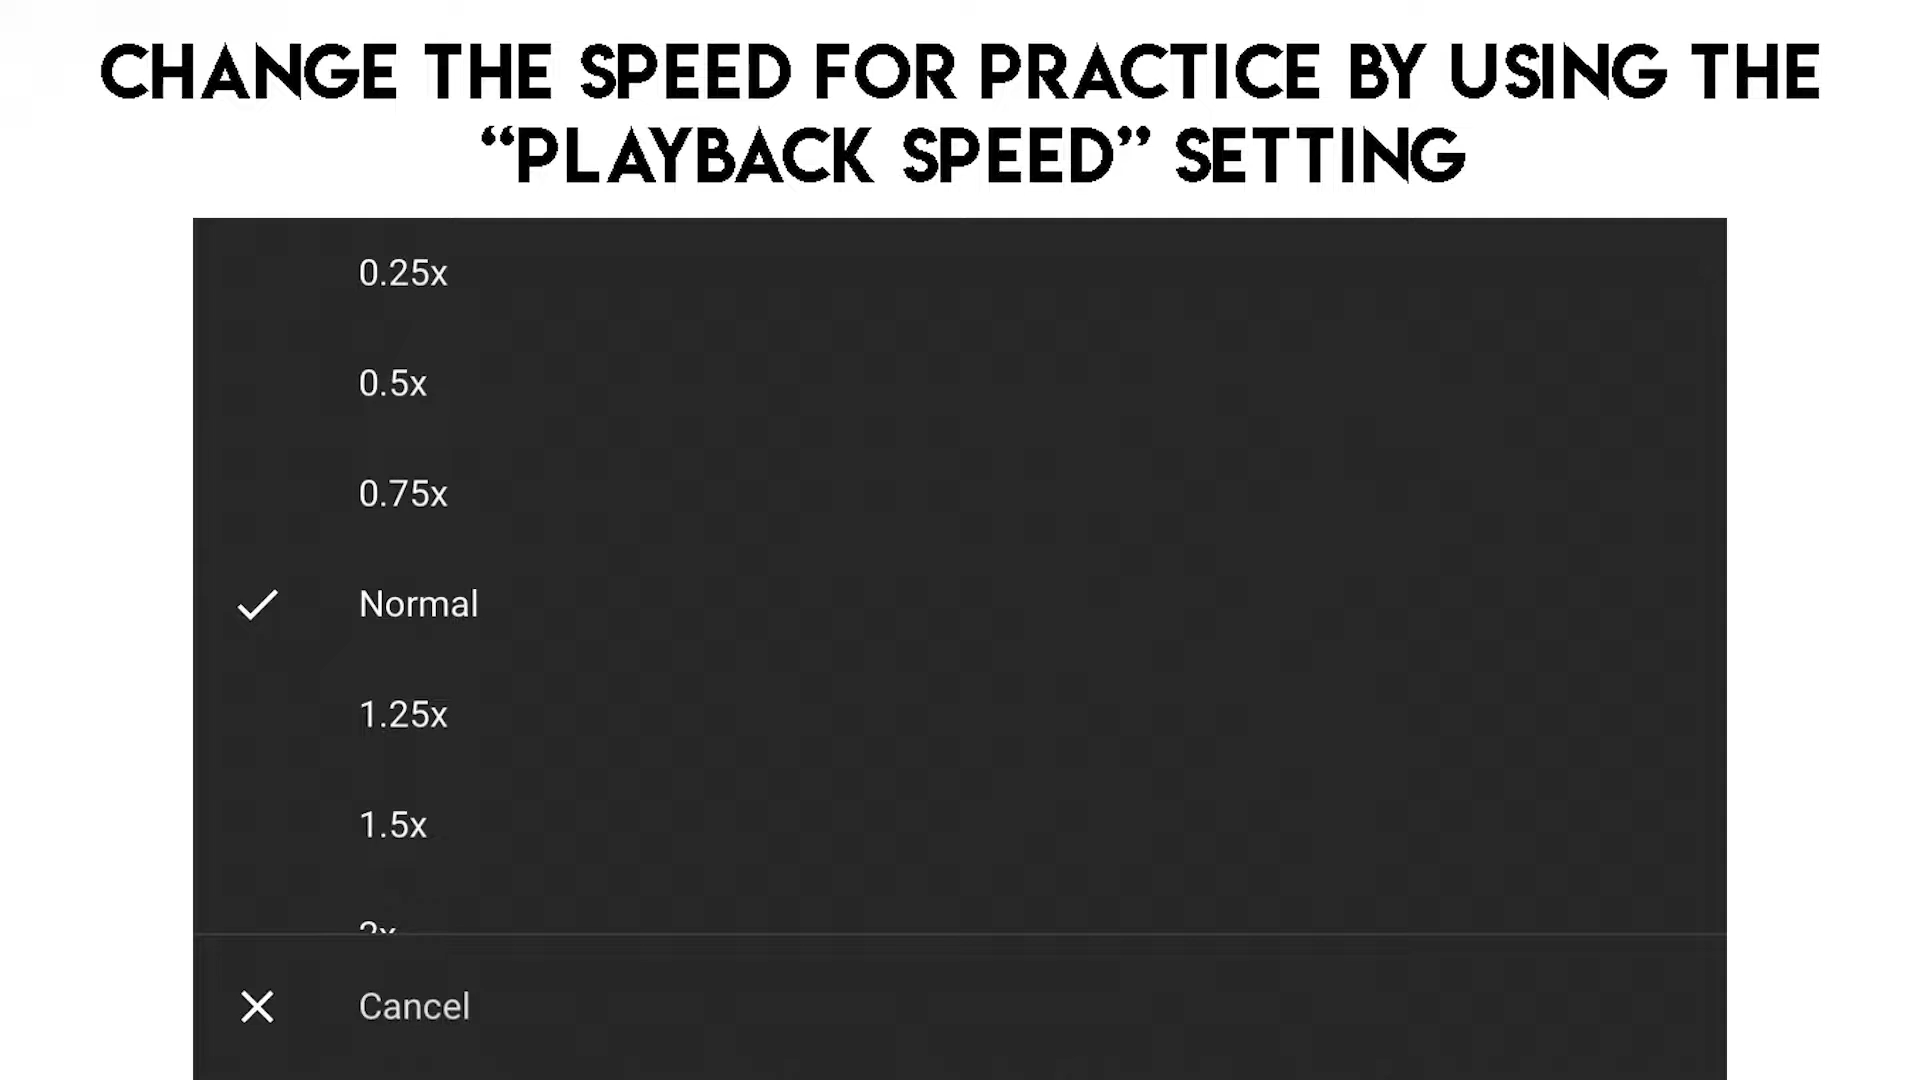 CHANGE THE SPEED FOR PRACTICE BY USING THE
“PLAYBACK SPEED” SETTING
0.25x
0.5x
0.75x
Normal
1.25x
1.5x
2x
Cancel